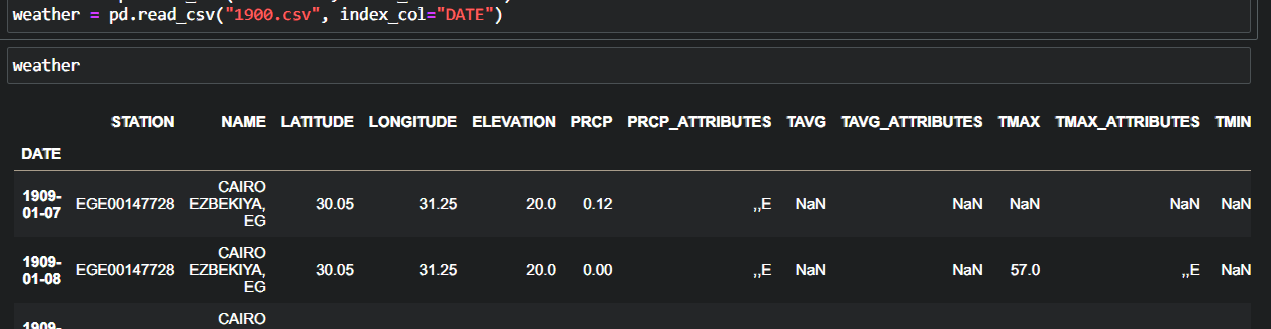 weather = pd.read_csv("1900.csv", index_col="DATE")
weather
STATION NAME LATITUDE LONGITUDE ELEVATION PRCP PRCP_ATTRIBUTES TAVG TAVG_ATTRIBUTES TMAX TMAX_ATTRIBUTES TMIN
DATE
1909-01-07 EGE00147728 CAIRO EZBEKIYA, EG 30.05 31.25 20.0 0.12 ,,E NaN NaN NaN NaN NaN
1909-01-08 EGE00147728 CAIRO EZBEKIYA, EG 30.05 31.25 20.0 0.00 ,,E NaN NaN 57.0 ,,E NaN
1909- CAIRO